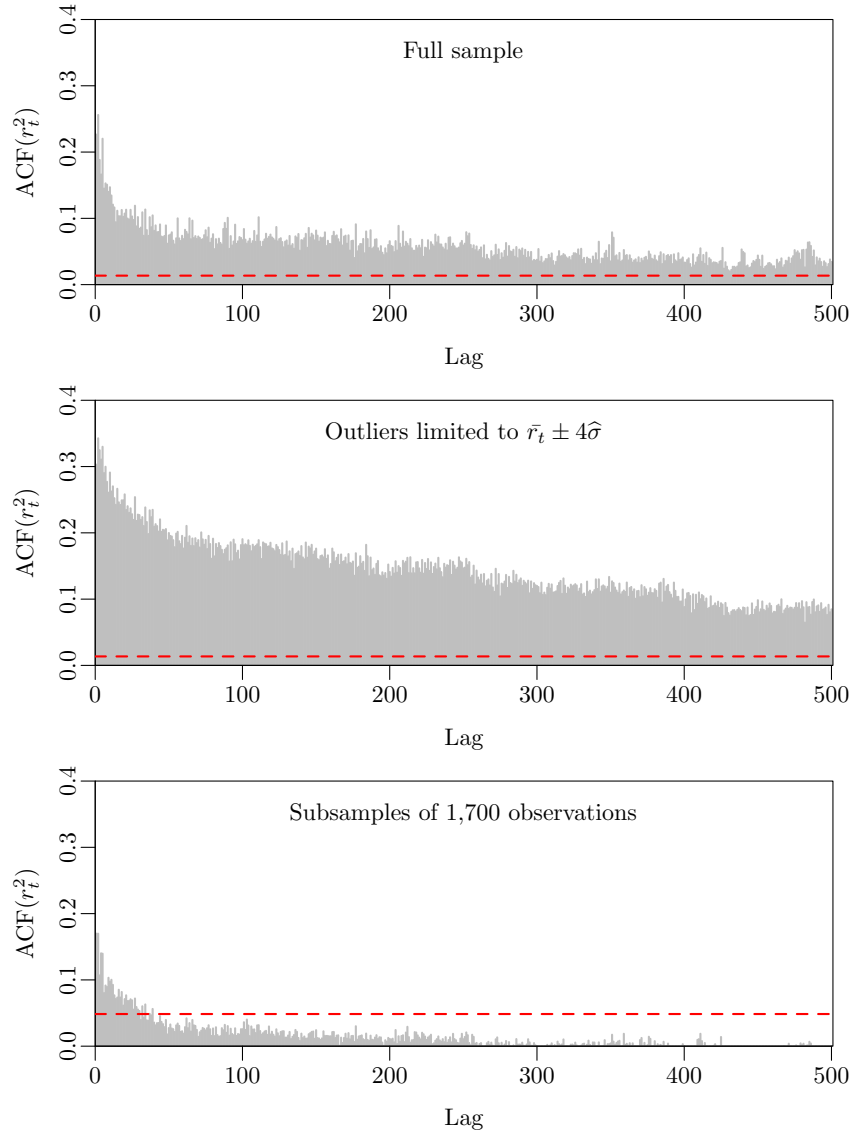 Full sample
ACF(r_t^2)
0.4
0.3
0.2
0.1
0.0
0 100 200 300 400 500
Lag
Outliers limited to r̄_t ± 4σ̂
ACF(r_t^2)
0.4
0.3
0.2
0.1
0.0
0 100 200 300 400 500
Lag
Subsamples of 1,700 observations
ACF(r_t^2)
0.4
0.3
0.2
0.1
0.0
0 100 200 300 400 500
Lag